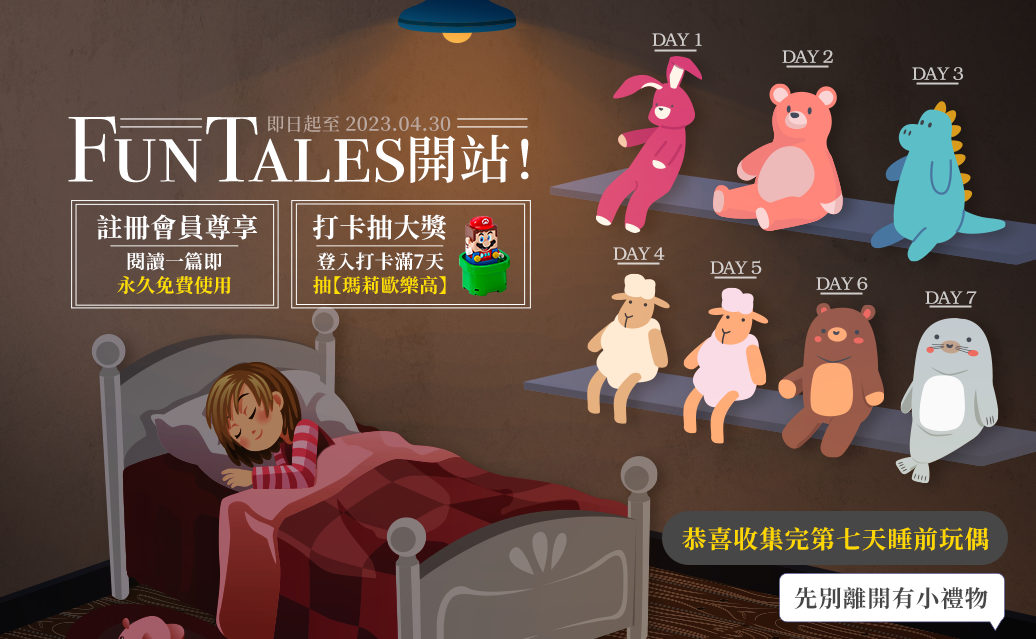 DAY 1
DAY 2
DAY 3
即日起至 2023.04.30
FUNTALES開站!
註冊會員尊享
閱讀一篇即
永久免費使用
打卡抽大獎
登入打卡滿7天
抽【瑪莉歐樂高】
DAY 4
DAY 5
DAY 6
DAY 7
恭喜收集完第七天睡前玩偶
先別離開有小禮物